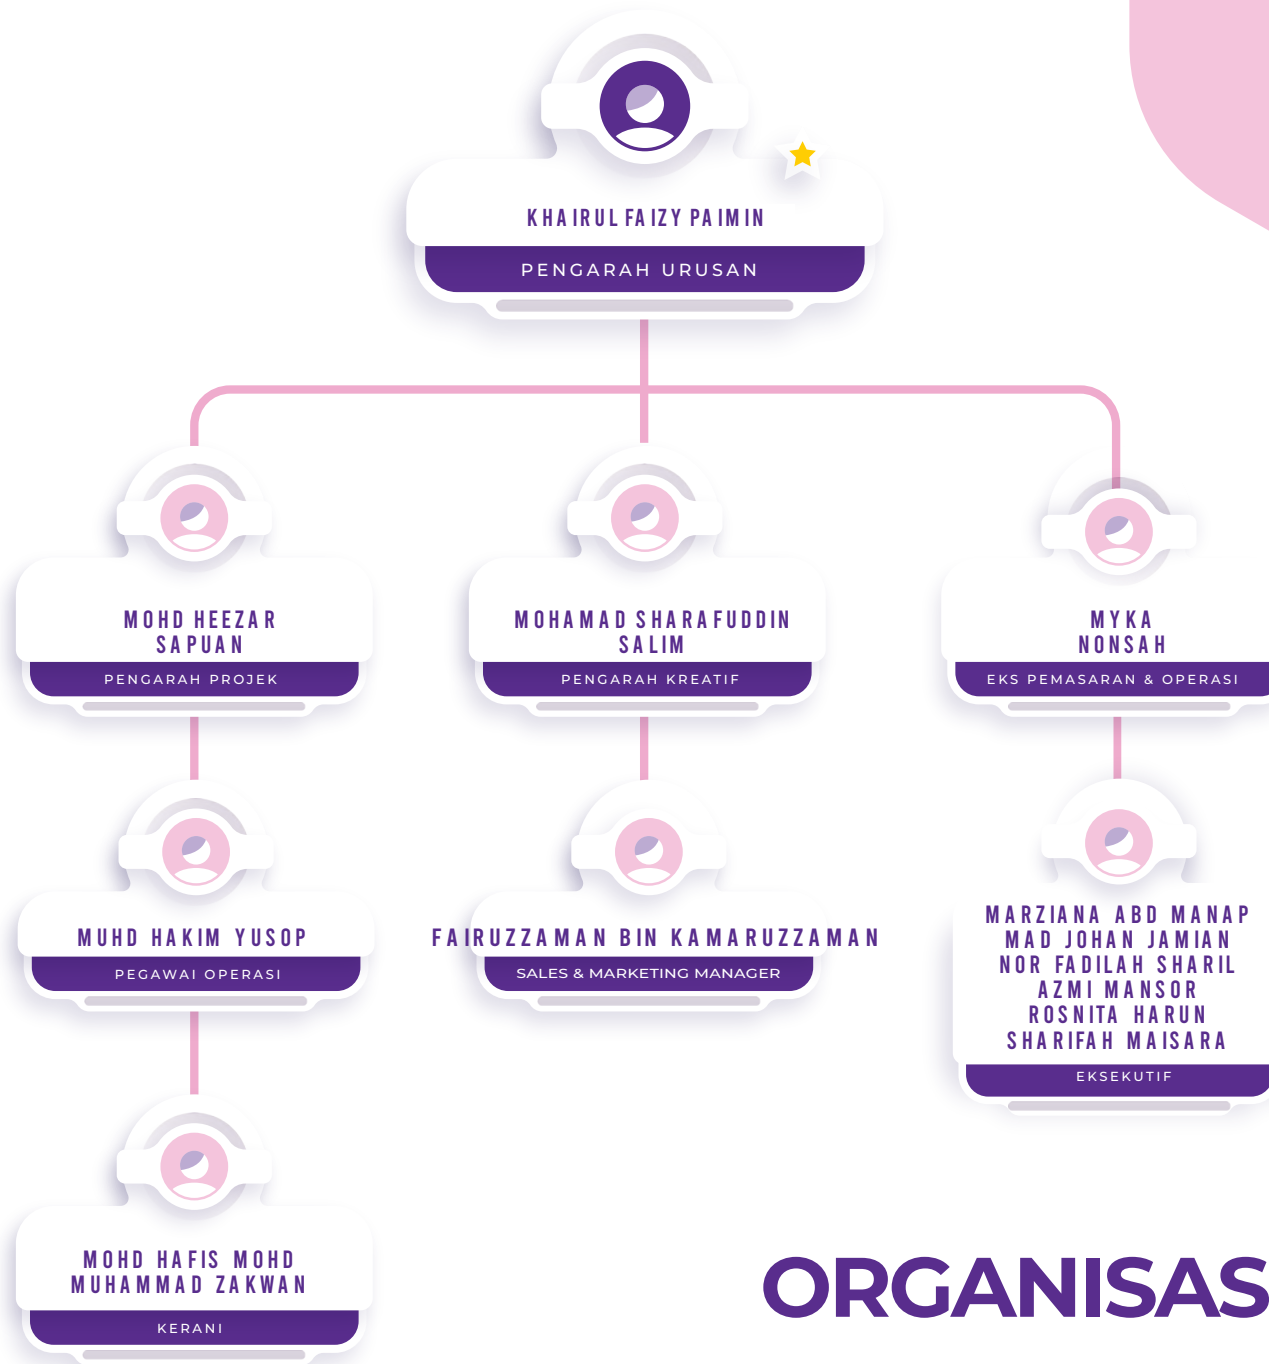 KHAIRUL FAIZY PAIMIN
PENGARAH URUSAN
MOHD HEEZAR
SAPUAN
PENGARAH PROJEK
MOHAMAD SHARAFUDDIN
SALIM
PENGARAH KREATIF
MYKA
NONSAH
EKS PEMASARAN & OPERASI
MUHD HAKIM YUSOP
PEGAWAI OPERASI
FAIRUZZAMAN BIN KAMARUZZAMAN
SALES & MARKETING MANAGER
MARZIANA ABD MANAP
MAD JOHAN JAMIAN
NOR FADILAH SHARIL
AZMI MANSOR
ROSNITA HARUN
SHARIFAH MAISARA
EKSEKUTIF
MOHD HAFIS MOHD
MUHAMMAD ZAKWAN
KERANI
ORGANISAS